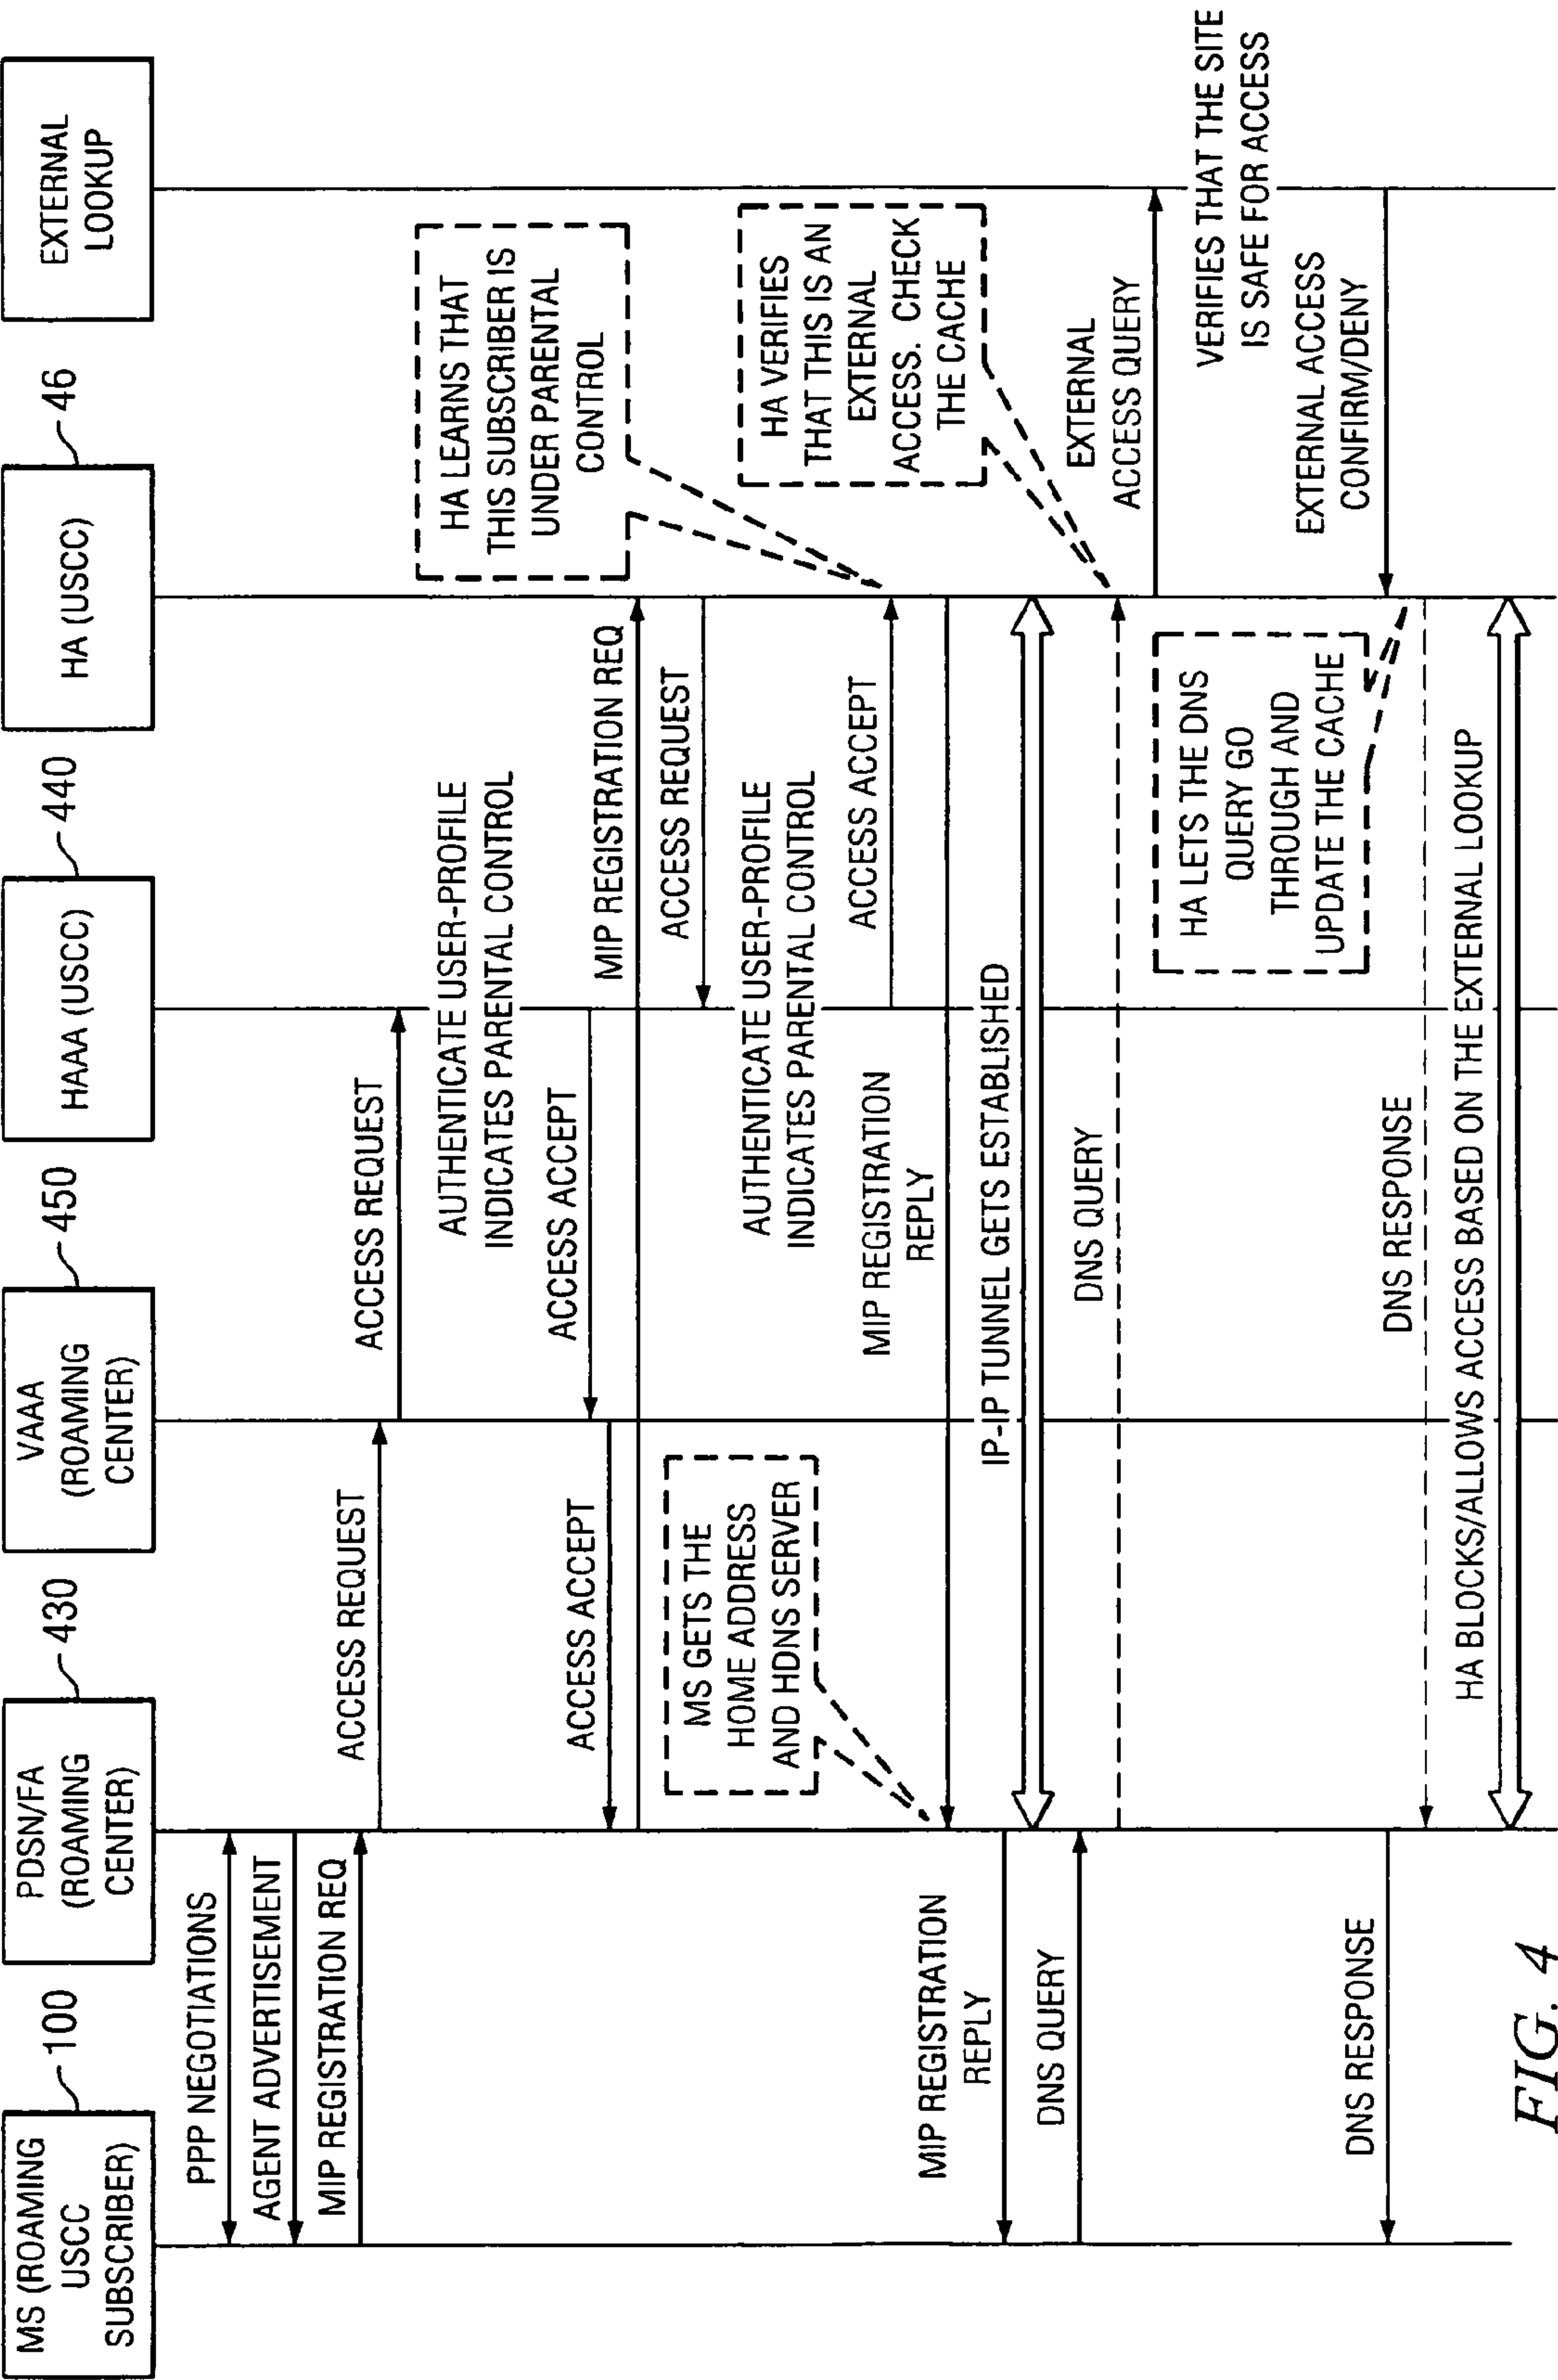 MS (ROAMING
USCC
SUBSCRIBER)
100
PDSN/FA
(ROAMING
CENTER)
430
VAAA
(ROAMING
CENTER)
450
HAAA (USCC)
440
HA (USCC)
46
EXTERNAL
LOOKUP
PPP NEGOTIATIONS
AGENT ADVERTISEMENT
MIP REGISTRATION REQ
ACCESS REQUEST
ACCESS REQUEST
AUTHENTICATE USER-PROFILE
INDICATES PARENTAL CONTROL
ACCESS ACCEPT
ACCESS ACCEPT
MIP REGISTRATION REQ
ACCESS REQUEST
HA LEARNS THAT
THIS SUBSCRIBER IS
UNDER PARENTAL
CONTROL
AUTHENTICATE USER-PROFILE
INDICATES PARENTAL CONTROL
ACCESS ACCEPT
MS GETS THE
HOME ADDRESS
AND HDNS SERVER
MIP REGISTRATION
REPLY
MIP REGISTRATION
REPLY
IP-IP TUNNEL GETS ESTABLISHED
HA VERIFIES
THAT THIS IS AN
EXTERNAL
ACCESS. CHECK
THE CACHE
DNS QUERY
DNS QUERY
EXTERNAL
ACCESS QUERY
VERIFIES THAT THE SITE
IS SAFE FOR ACCESS
EXTERNAL ACCESS
CONFIRM/DENY
HA LETS THE DNS
QUERY GO
THROUGH AND
UPDATE THE CACHE
DNS RESPONSE
DNS RESPONSE
HA BLOCKS/ALLOWS ACCESS BASED ON THE EXTERNAL LOOKUP
FIG. 4